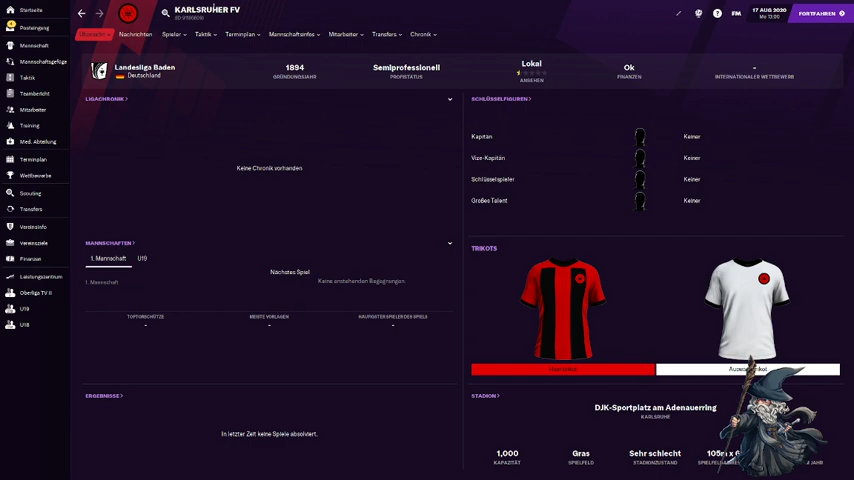 KARLSRUHER FV
17 AUG 2020
Mo 13:00
FM
FORTFAHREN
Startseite
Posteingang
Mannschaft
Mannschaftsgefüge
Taktik
Teambericht
Mitarbeiter
Training
Med. Abteilung
Terminplan
Wettbewerbe
Scouting
Transfers
Vereinsinfo
Vereinsziele
Finanzen
Leistungszentrum
Oberliga TV II
U19
U18
Übersicht
Nachrichten
Spieler
Taktik
Terminplan
Mannschaftsinfos
Mitarbeiter
Transfers
Chronik
Landesliga Baden
Deutschland
1894
GRÜNDUNGSJAHR
Semiprofessionell
PROFISTATUS
Lokal
ANSEHEN
Ok
FINANZEN
-
INTERNATIONALER WETTBEWERB
LIGACHRONIK
Keine Chronik vorhanden
MANNSCHAFTEN
1. Mannschaft
U19
Nächstes Spiel
1. Mannschaft
Keine anstehenden Begegnungen.
TOPTORSCHÜTZE
-
MEISTE VORLAGEN
-
HÄUFIGSTER SPIELER DES SPIELS
-
ERGEBNISSE
In letzter Zeit keine Spiele absolviert.
SCHLÜSSELFIGUREN
Kapitän
Keiner
Vize-Kapitän
Keiner
Schlüsselspieler
Keiner
Großes Talent
Keiner
TRIKOTS
STADION
DJK-Sportplatz am Adenauerring
KARLSRUHE
1,000
KAPAZITÄT
Gras
SPIELFELD
Sehr schlecht
STADIONZUSTAND